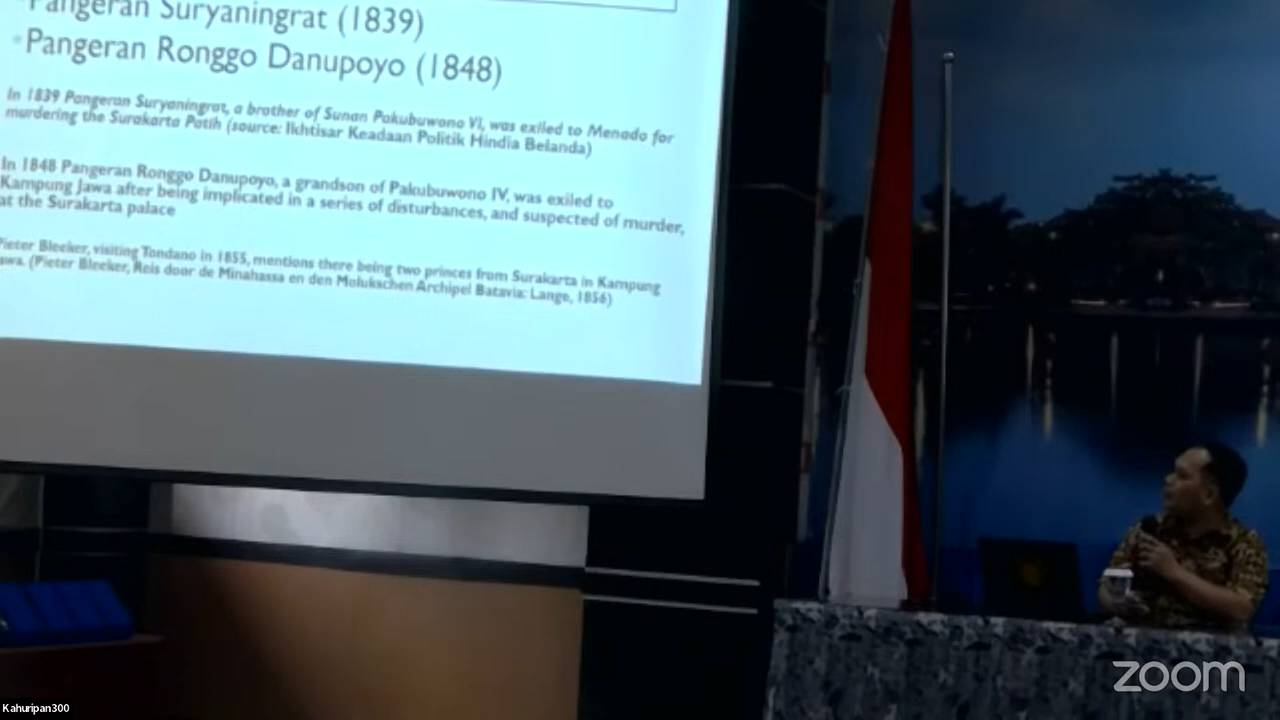 Pangeran Suryaningrat (1839)
Pangeran Ronggo Danupoyo (1848)
In 1839 Pangeran Suryaningrat, a brother of Sunan Pakubuwono VI, was exiled to Menado for
murdering the Surakarta Patih (source: Ikhtisar Keadaan Politik Hindia Belanda)
In 1848 Pangeran Ronggo Danupoyo, a grandson of Pakubuwono IV, was exiled to
Kampung Jawa after being implicated in a series of disturbances, and suspected of murder,
at the Surakarta palace
Pieter Bleeker, visiting Tondano in 1855, mentions there being two princes from Surakarta in Kampung
awa. (Pieter Bleeker, Reis door de Minahassa en den Molukschen Archipel Batavia: Lange, 1856)
zoom
Kahuripan300